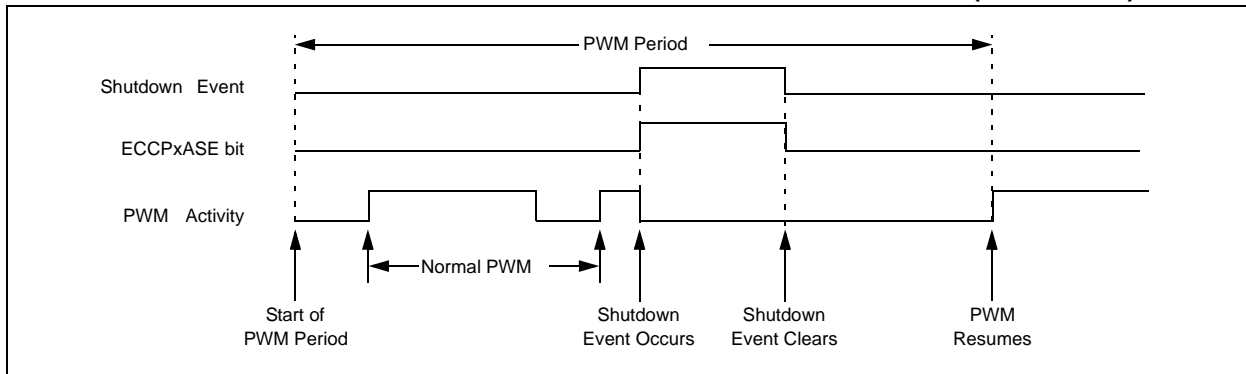 PWM Period
Shutdown Event
ECCPxASE bit
PWM Activity
Normal PWM
Start of
PWM Period
Shutdown
Event Occurs
Shutdown
Event Clears
PWM
Resumes